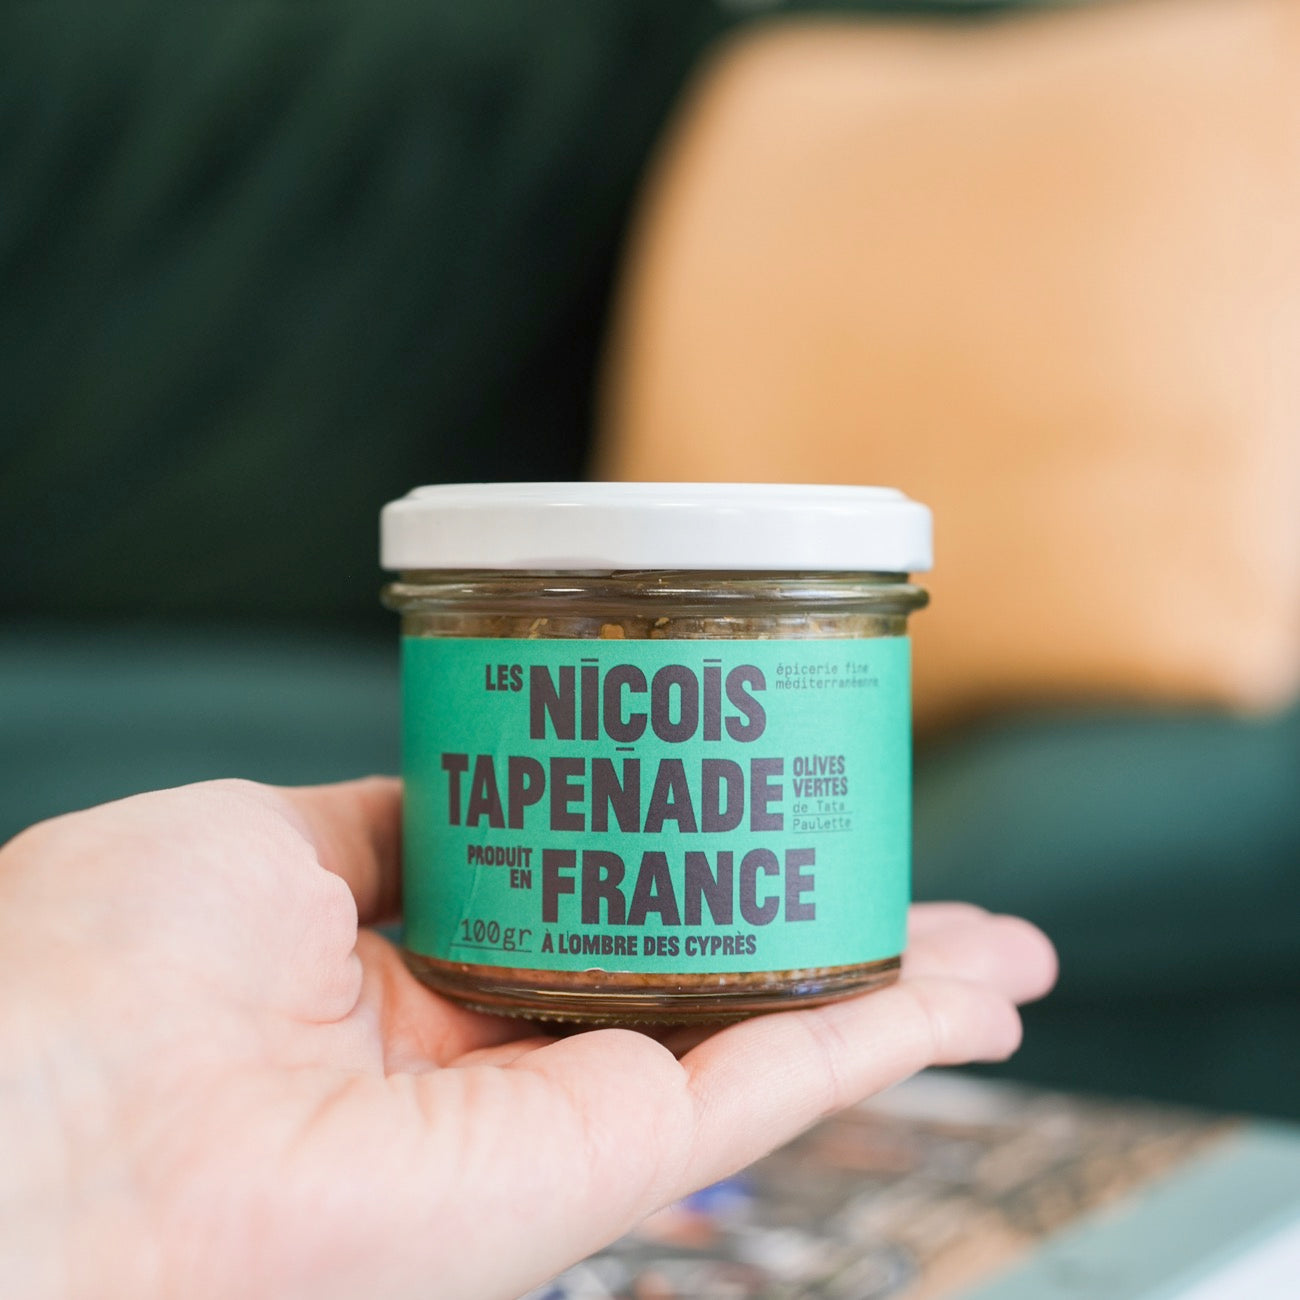 LES NIÇOIS épicerie fine
méditerranéenne
TAPENADE OLIVES
VERTES
de Tata
Paulette
PRODUIT
EN FRANCE
100gr À L'OMBRE DES CYPRÈS